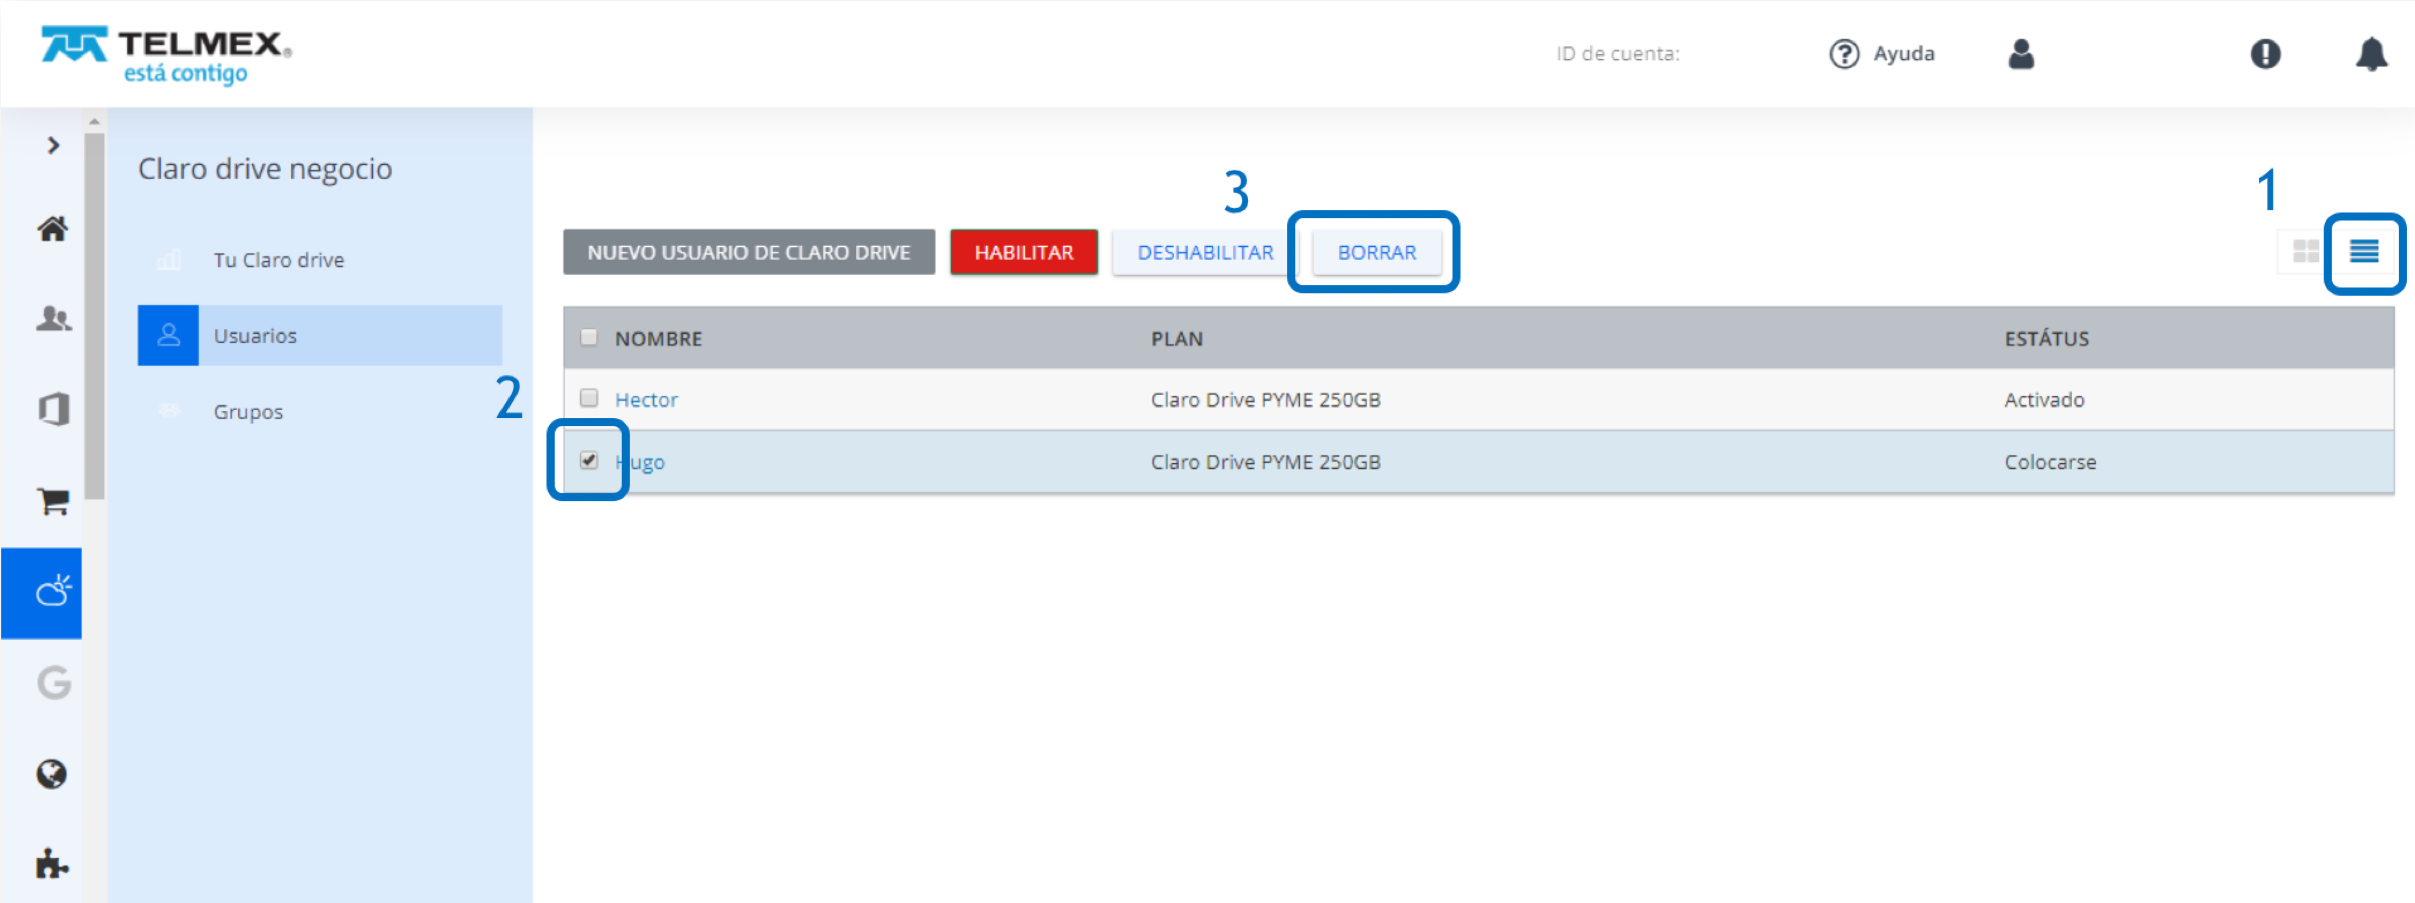 TELMEX®
está contigo
ID de cuenta:
Ayuda
Claro drive negocio
Tu Claro drive
Usuarios
Grupos
3
1
NUEVO USUARIO DE CLARO DRIVE
HABILITAR
DESHABILITAR
BORRAR
NOMBRE PLAN ESTÁTUS
2
Hector Claro Drive PYME 250GB Activado
Hugo Claro Drive PYME 250GB Colocarse